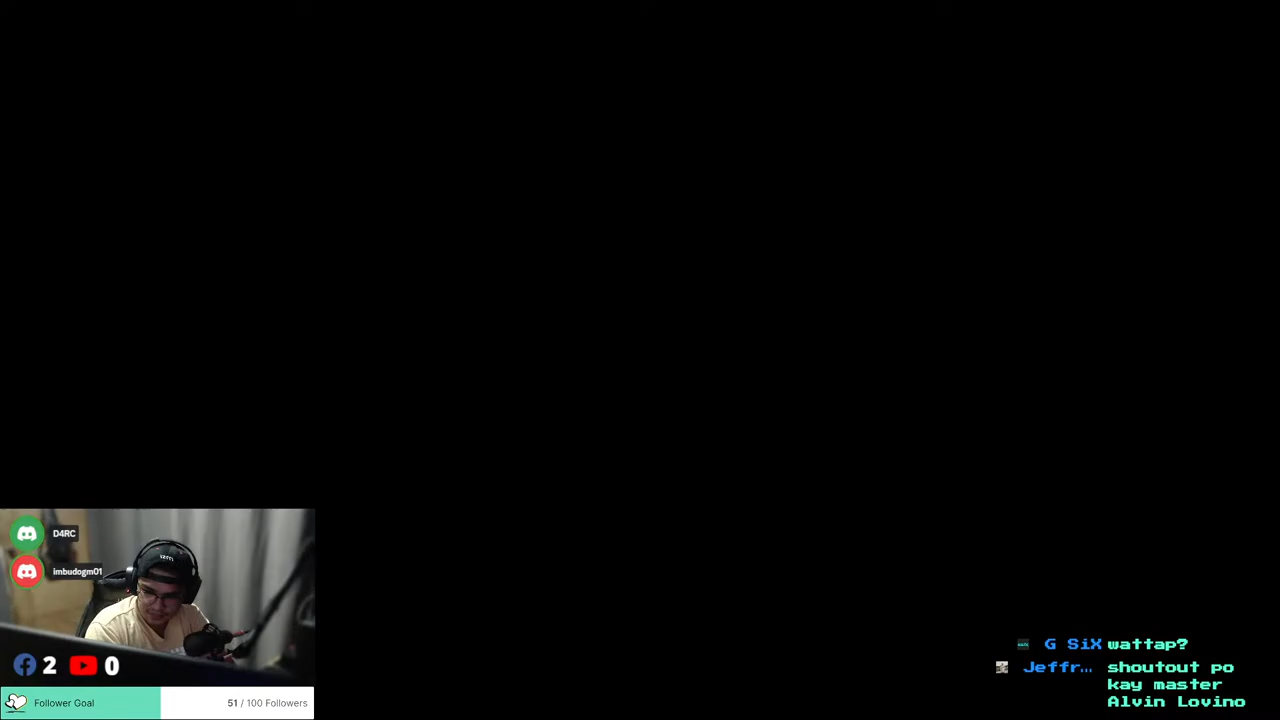 D4RC
imbudogm01
2 0
Follower Goal 51 / 100 Followers
G SiX wattap?
Jeffr... shoutout po
kay master
Alvin Lovino